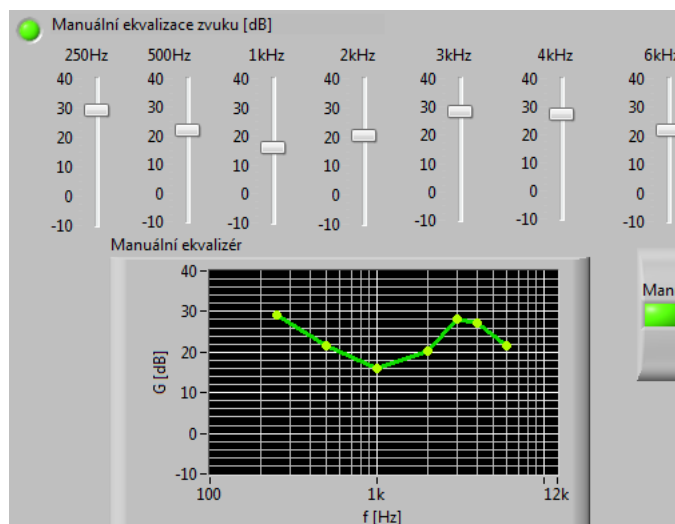 Manuální ekvalizace zvuku [dB]
250Hz 500Hz 1kHz 2kHz 3kHz 4kHz 6kHz
40 40 40 40 40 40 40
30 30 30 30 30 30 30
20 20 20 20 20 20 20
10 10 10 10 10 10 10
0 0 0 0 0 0 0
-10 -10 -10 -10 -10 -10 -10
Manuální ekvalizér
Man
40
30
20
10
0
-10
G [dB]
100 1k 12k
f [Hz]